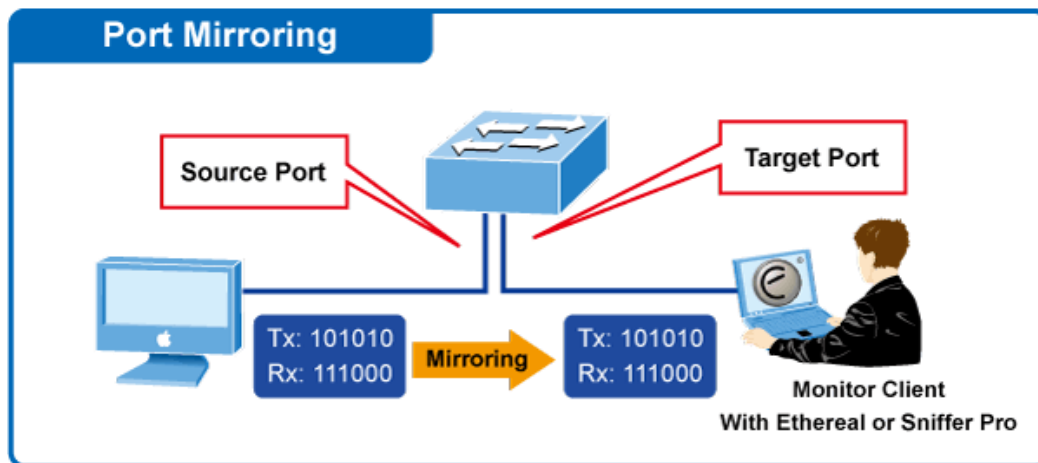 Port Mirroring
Source Port
Target Port
Tx: 101010
Rx: 111000
Mirroring
Tx: 101010
Rx: 111000
Monitor Client
With Ethereal or Sniffer Pro